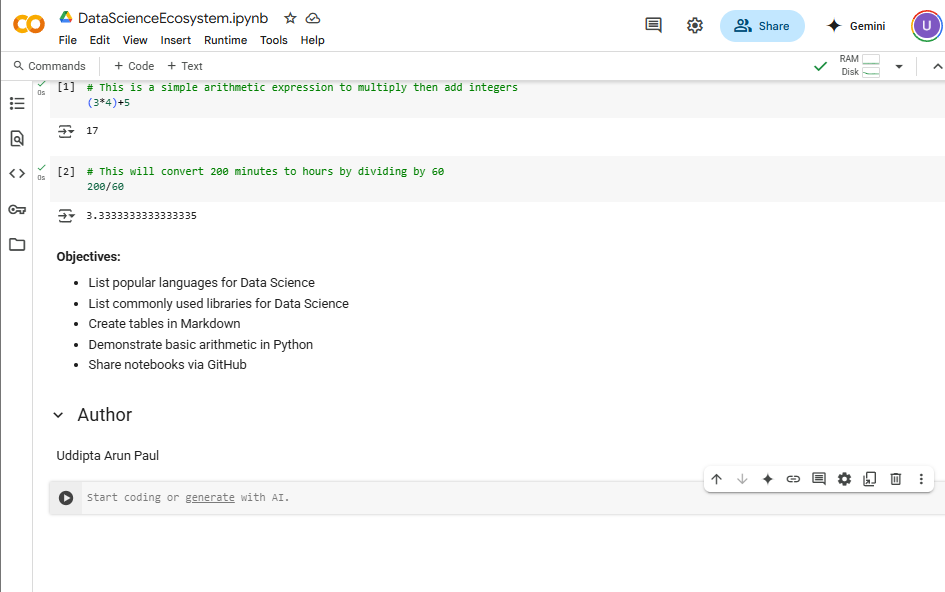 DataScienceEcosystem.ipynb
File Edit View Insert Runtime Tools Help
Share
Gemini
U
Commands + Code + Text
RAM
Disk
0s
[1] # This is a simple arithmetic expression to multiply then add integers
(3*4)+5
17
0s
[2] # This will convert 200 minutes to hours by dividing by 60
200/60
3.3333333333333335
Objectives:
• List popular languages for Data Science
• List commonly used libraries for Data Science
• Create tables in Markdown
• Demonstrate basic arithmetic in Python
• Share notebooks via GitHub
Author
Uddipta Arun Paul
Start coding or generate with AI.